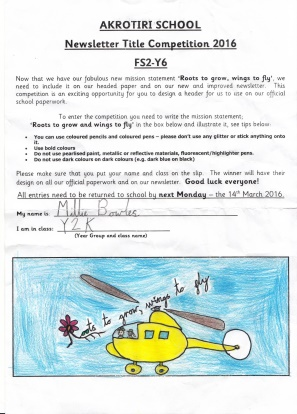 AKROTIRI SCHOOL
Newsletter Title Competition 2016
FS2-Y6
Now that we have our fabulous new mission statement 'Roots to grow, wings to fly', we
need to include it on our headed paper and on our new and improved newsletter. This
competition is an exciting opportunity for you to design a header for us to use on our official
school paperwork.
To enter the competition you need to write the mission statement,
'Roots to grow and wings to fly' in the box below and illustrate it, see tips below:
• You can use coloured pencils and coloured pens – please don't use any glitter or stick anything onto
it.
• Use bold colours
• Do not use pearlised paint, metallic or reflective materials, fluorescent/highlighter pens.
• Do not use dark colours on dark colours (e.g. dark blue on black)
Please make sure that you put your name and class on the slip. The winner will have their
design on all our official paperwork and on our newsletter. Good luck everyone!
All entries need to be returned to school by next Monday – the 14th March 2016.
My name is: Millie Bowles
I am in class: Y2K
(Year Group and class name)
Roots to grow, wings to fly